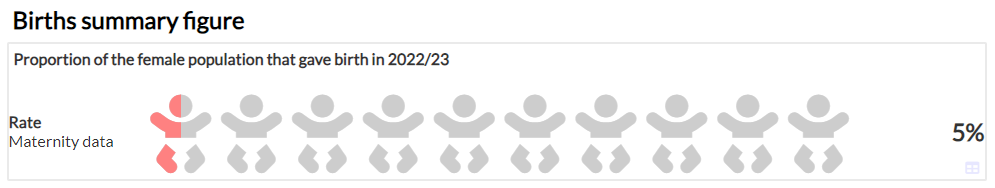 Births summary figure
Proportion of the female population that gave birth in 2022/23
Rate
Maternity data
5%